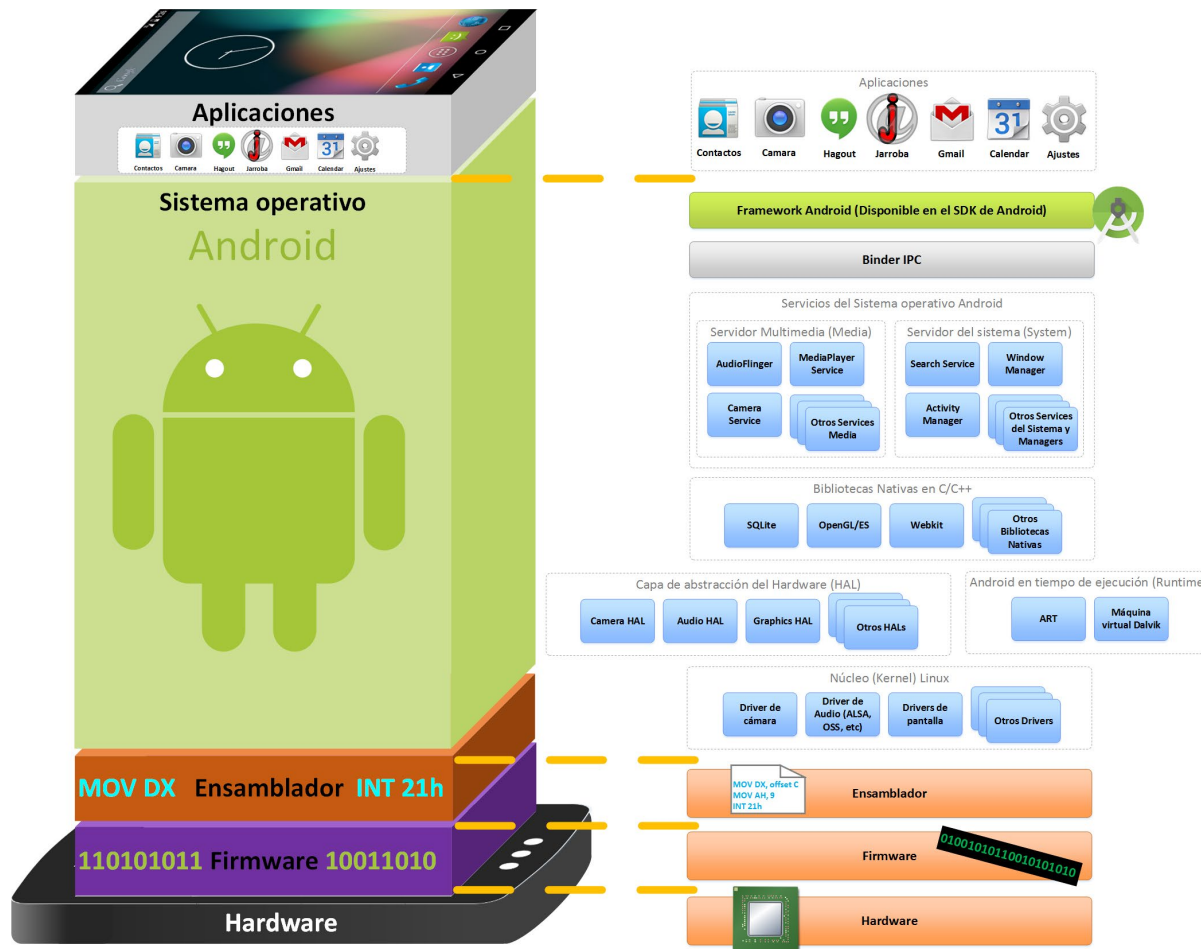 Google
Aplicaciones
31
Contactos Camara Hagout Jarroba Gmail Calendar Ajustes
Sistema operativo
Android
MOV DX Ensamblador INT 21h
110101011 Firmware 10011010
Hardware
Aplicaciones
31
Contactos Camara Hagout Jarroba Gmail Calendar Ajustes
Framework Android (Disponible en el SDK de Android)
Binder IPC
Servicios del Sistema operativo Android
Servidor Multimedia (Media)
AudioFlinger
MediaPlayer
Service
Camera
Service
Otros Services
Media
Servidor del sistema (System)
Search Service
Window
Manager
Activity
Manager
Otros Services
del Sistema y
Managers
Bibliotecas Nativas en C/C++
SQLite
OpenGL/ES
Webkit
Otros
Bibliotecas
Nativas
Capa de abstracción del Hardware (HAL)
Camera HAL
Audio HAL
Graphics HAL
Otros HALs
Android en tiempo de ejecución (Runtime
ART
Máquina
virtual Dalvik
Núcleo (Kernel) Linux
Driver de
cámara
Driver de
Audio (ALSA,
OSS, etc)
Drivers de
pantalla
Otros Drivers
MOV DX, offset C
MOV AH, 9
INT 21h
Ensamblador
Firmware
01001010110010101010
Hardware